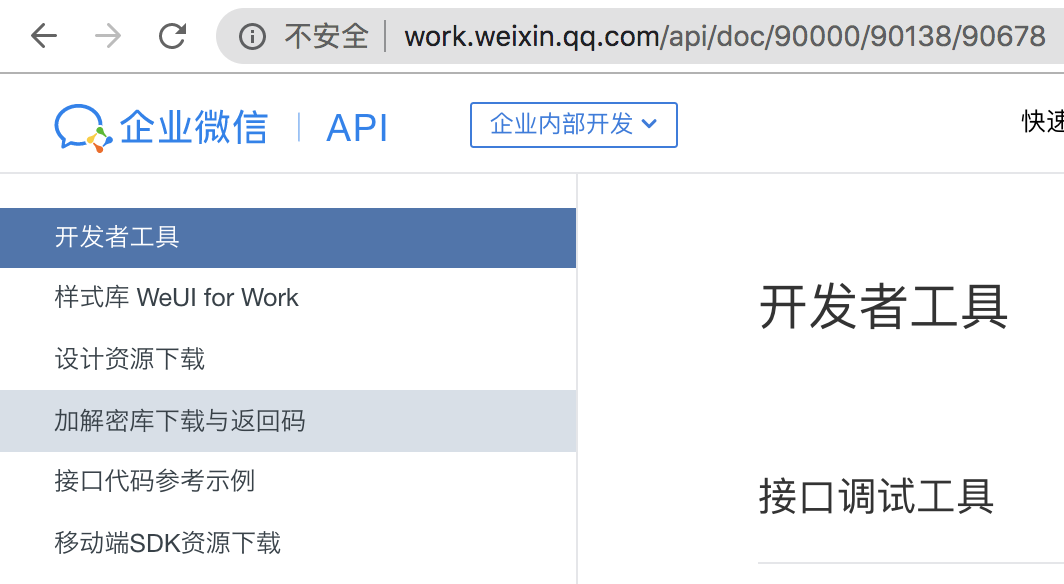 不安全 work.weixin.qq.com/api/doc/90000/90138/90678
企业微信 API 企业内部开发 快速
开发者工具
样式库 WeUI for Work
设计资源下载
加解密库下载与返回码
接口代码参考示例
移动端SDK资源下载
开发者工具
接口调试工具